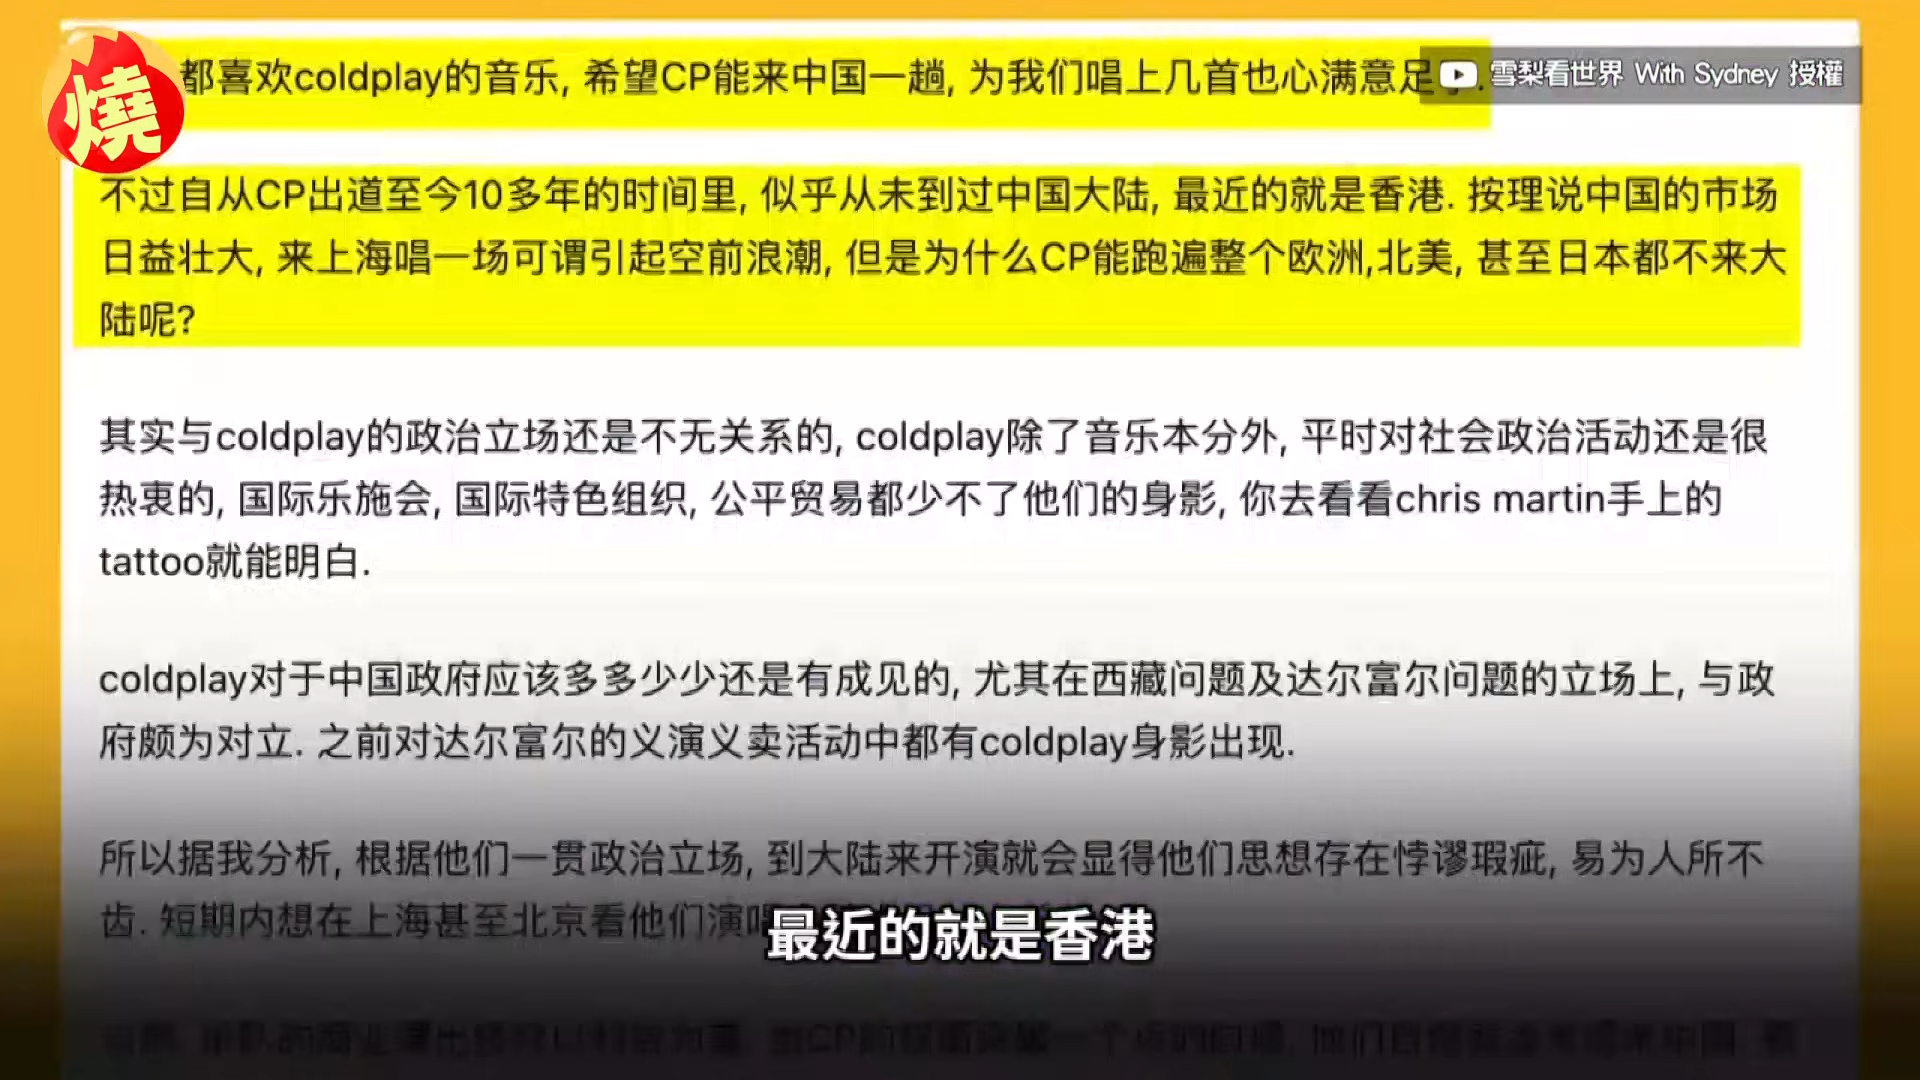 燒
都喜欢coldplay的音乐, 希望CP能来中国一趟, 为我们唱上几首也心满意足
雪梨看世界 With Sydney 授權
不过自从CP出道至今10多年的时间里, 似乎从未到过中国大陆, 最近的就是香港. 按理说中国的市场
日益壮大, 来上海唱一场可谓引起空前浪潮, 但是为什么CP能跑遍整个欧洲,北美, 甚至日本都不来大
陆呢?
其实与coldplay的政治立场还是不无关系的, coldplay除了音乐本分外, 平时对社会政治活动还是很
热衷的, 国际乐施会, 国际特色组织, 公平贸易都少不了他们的身影, 你去看看chris martin手上的
tattoo就能明白.
coldplay对于中国政府应该多多少少还是有成见的, 尤其在西藏问题及达尔富尔问题的立场上, 与政
府颇为对立. 之前对达尔富尔的义演义卖活动中都有coldplay身影出现.
所以据我分析, 根据他们一贯政治立场, 到大陆来开演就会显得他们思想存在悖谬瑕疵, 易为人所不
齿. 短期内想在上海甚至北京看他们演唱
最近的就是香港